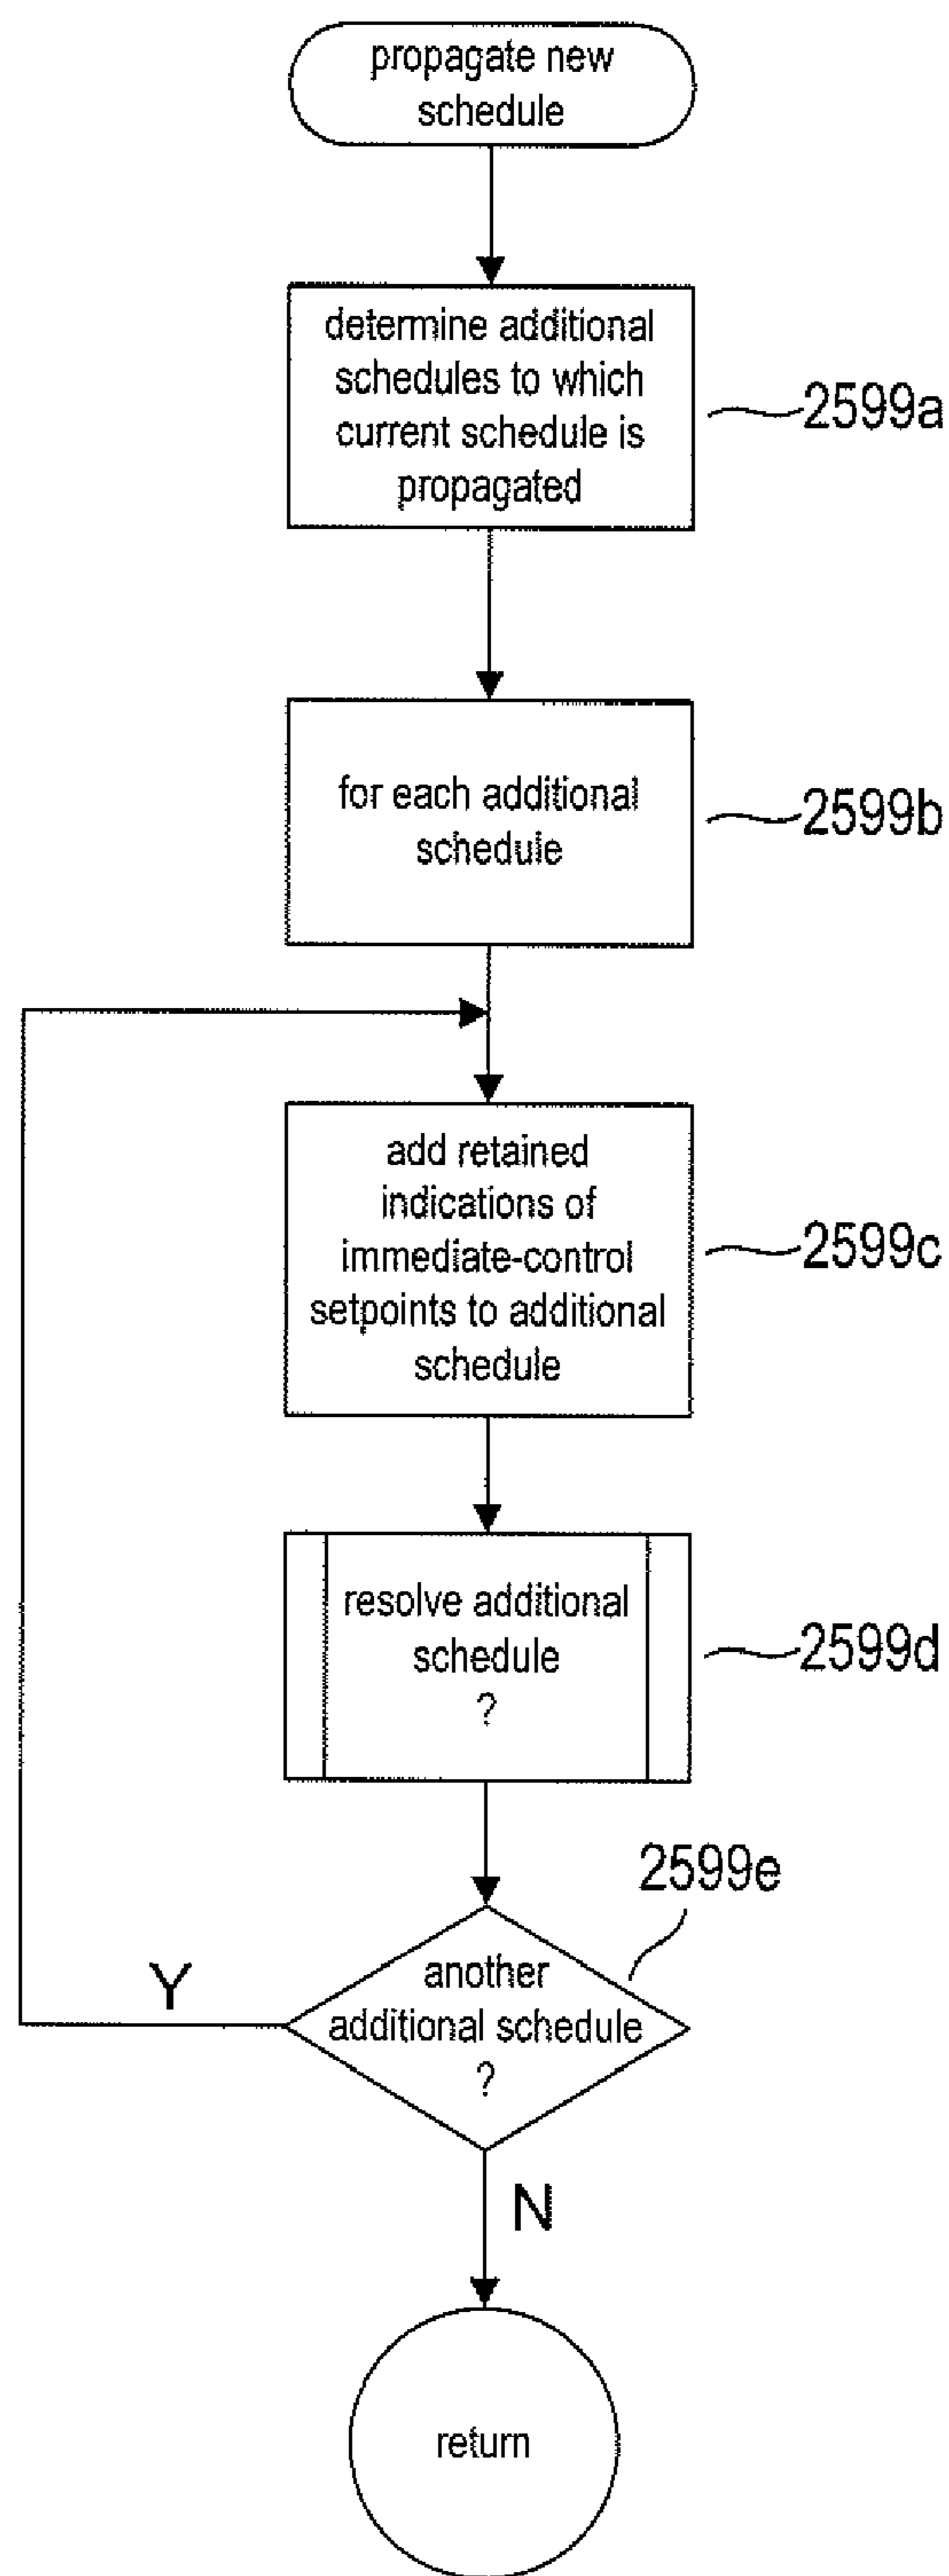 propagate new
schedule
determine additional
schedules to which
current schedule is
propagated
2599a
for each additional
schedule
2599b
add retained
indications of
immediate-control
setpoints to additional
schedule
2599c
resolve additional
schedule
?
2599d
2599e
another
additional schedule
?
Y
N
return